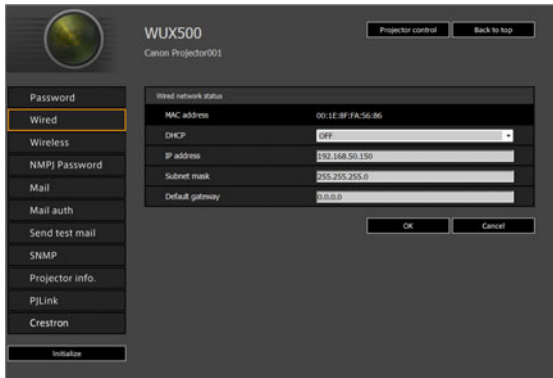 WUX500
Projector control
Back to top
Canon Projector001
Password
Wired
Wireless
NMPJ Password
Mail
Mail auth
Send test mail
SNMP
Projector info.
PJLink
Crestron
Initialize
Wired network status
MAC address 00:1E:8F:FA:56:86
DHCP OFF
IP address 192.168.50.150
Subnet mask 255.255.255.0
Default gateway 0.0.0.0
OK
Cancel